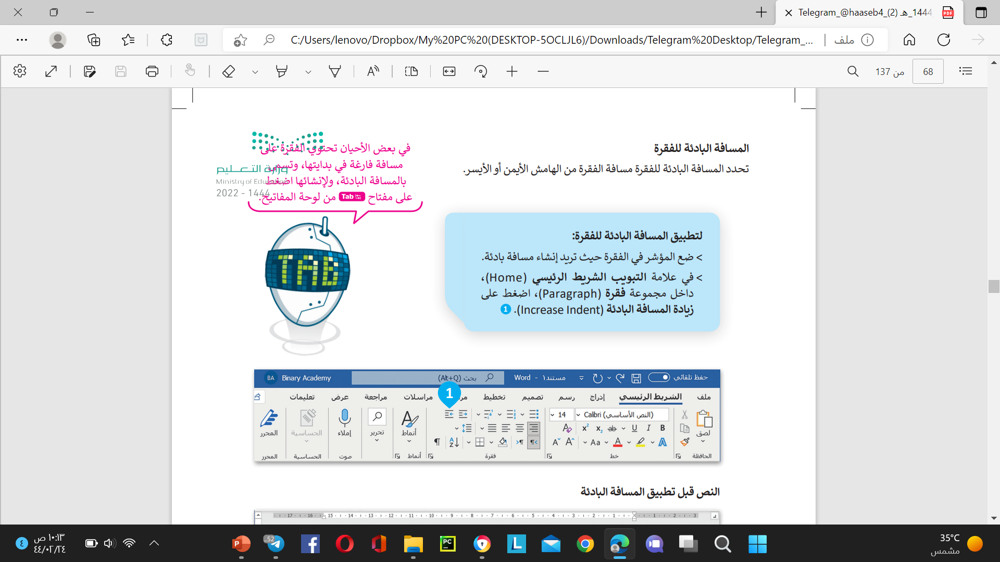 Telegram_@haaseb4_(2) هـ_1444
C:/Users/lenovo/Dropbox/My%20PC%20(DESKTOP-5OCLJL6)/Downloads/Telegram%20Desktop/Telegram_...
ملف
68
من 137
المسافة البادئة للفقرة
تحدد المسافة البادئة للفقرة مسافة الفقرة من الهامش الأيمن أو الأيسر.
في بعض الأحيان تحتوي الفقرة على
مسافة فارغة في بدايتها، وتسمى
بالمسافة البادئة، ولإنشائها اضغط
على مفتاح Tab من لوحة المفاتيح.
وزارة التعليم
Ministry of Education
2022 - 1444
TAB
لتطبيق المسافة البادئة للفقرة:
> ضع المؤشر في الفقرة حيث تريد إنشاء مسافة بادئة.
> في علامة التبويب الشريط الرئيسي (Home)،
داخل مجموعة فقرة (Paragraph)، اضغط على
زيادة المسافة البادئة (Increase Indent). 1
حفظ تلقائي
مستند١ - Word
بحث (Alt+Q)
Binary Academy
BA
1
ملف الشريط الرئيسي إدراج رسم تصميم تخطيط مراسلات مراجعة عرض تعليمات
لصق
Calibri (النص الأساسي)
14
B I U ab x₂ x²
A A Aa A A
أنماط
تحرير
إملاء
الحساسية
المحرر
الحافظة
خط
فقرة
أنماط
صوت
الحساسية
المحرر
النص قبل تطبيق المسافة البادئة
17 16 15 14 13 12 11 10 9 8 7 6 5 4 3 2 1 1 2 3
١٠:١٣ ص
٤٤/٠٢/٢٤
٤
52
PC
L
35°C
مشمس